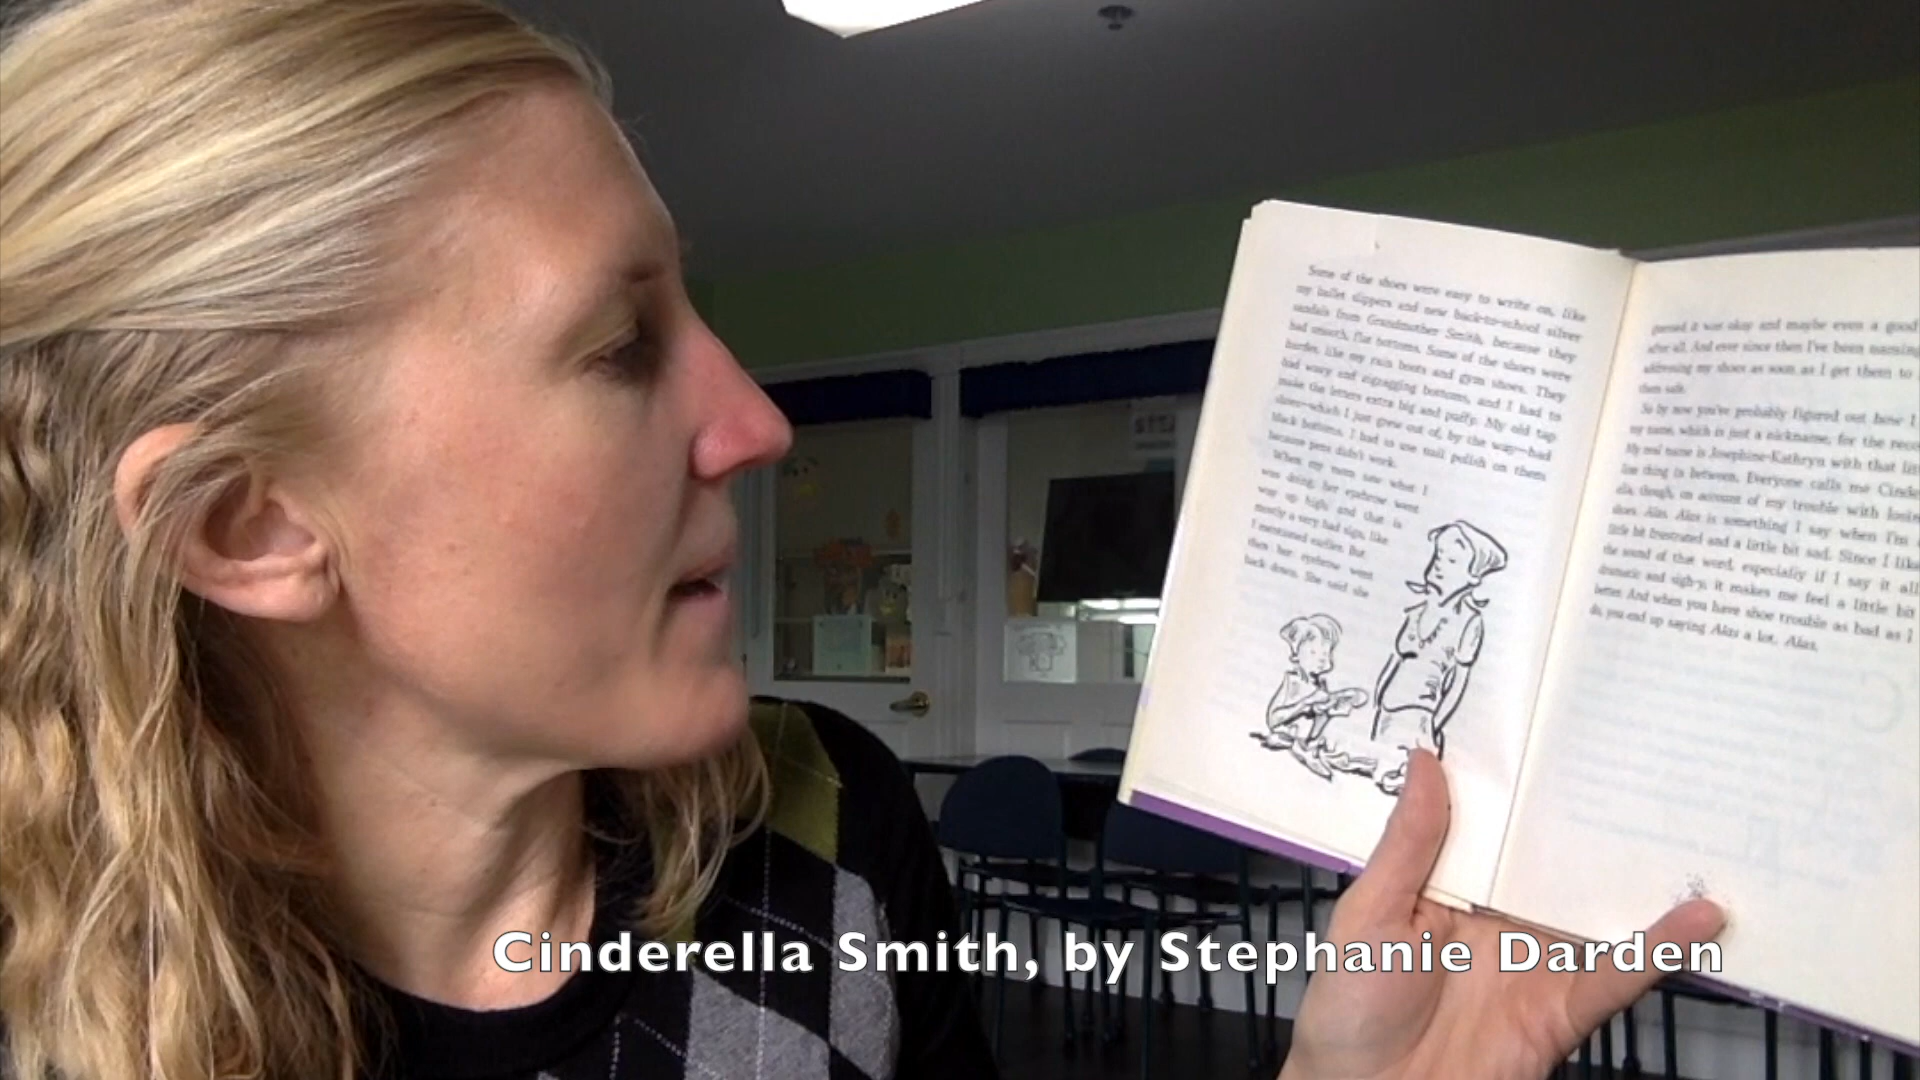 Some of the shoes were easy to write on, like
my ballet slippers and new back-to-school silver
sandals from Grandmother Smith, because they
had smooth, flat bottoms. Some of the shoes were
harder, like my rain boots and gym shoes. They
had wavy and zigzagging bottoms, and I had to
make the letters extra big and puffy. My old tap
shoes—which I just grew out of, by the way—had
black bottoms. I had to use nail polish on them
because pens didn't work.
When my mom saw what I
was doing, her eyebrow went
way up high, and that is
mostly a very bad sign, like
I mentioned earlier. But
then her eyebrow went
back down. She said she
guessed it was okay and maybe even a good
after all. And ever since then I've been
addressing my shoes as soon as I get them to
them safe.
So by now you've probably figured out how I
my name, which is just a nickname, for the
My real name is Josephine-Kathryn with that
line thing in between. Everyone calls me
though, on account of my trouble with
shoes. Alas. Alas is something I say when I'm
little bit frustrated and a little bit sad. Since I
the sound of that word, especially if I say it all
dramatic and sigh-y, it makes me feel a little bit
better. And when you have shoe trouble as bad as I
do, you end up saying Alas a lot. Alas.
Cinderella Smith, by Stephanie Darden